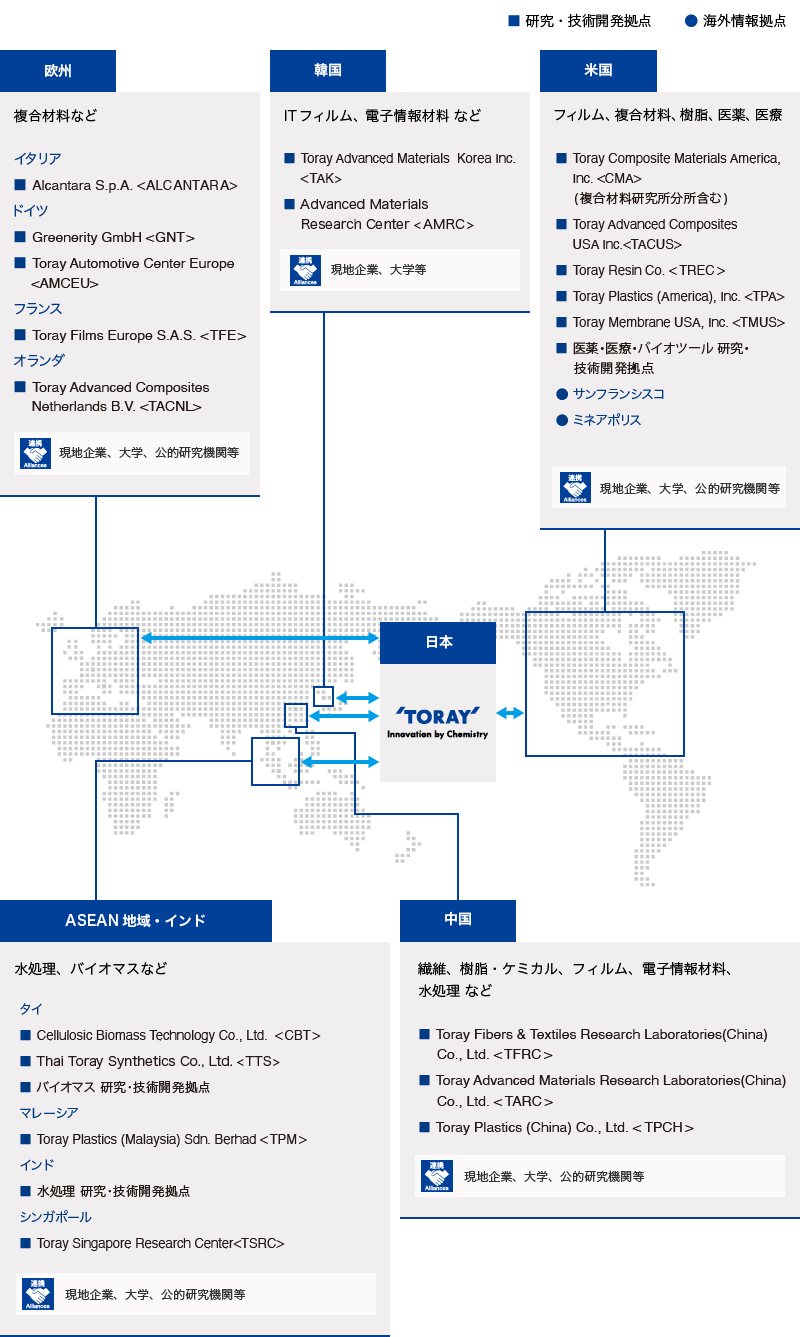 ■ 研究・技術開発拠点 ● 海外情報拠点
欧州
複合材料など
イタリア
■ Alcantara S.p.A. <ALCANTARA>
ドイツ
■ Greenerity GmbH <GNT>
■ Toray Automotive Center Europe
<AMCEU>
フランス
■ Toray Films Europe S.A.S. <TFE>
オランダ
■ Toray Advanced Composites
Netherlands B.V. <TACNL>
連携
Alliances
現地企業、大学、公的研究機関等
韓国
ITフィルム、電子情報材料 など
■ Toray Advanced Materials Korea Inc.
<TAK>
■ Advanced Materials
Research Center <AMRC>
連携
Alliances
現地企業、大学等
米国
フィルム、複合材料、樹脂、医薬、医療
■ Toray Composite Materials America,
Inc. <CMA>
(複合材料研究所分所含む)
■ Toray Advanced Composites
USA Inc.<TACUS>
■ Toray Resin Co. <TREC>
■ Toray Plastics (America), Inc. <TPA>
■ Toray Membrane USA, Inc. <TMUS>
■ 医薬・医療・バイオツール 研究・
技術開発拠点
● サンフランシスコ
● ミネアポリス
連携
Alliances
現地企業、大学、公的研究機関等
日本
'TORAY'
Innovation by Chemistry
ASEAN 地域・インド
水処理、バイオマスなど
タイ
■ Cellulosic Biomass Technology Co., Ltd. <CBT>
■ Thai Toray Synthetics Co., Ltd. <TTS>
■ バイオマス 研究・技術開発拠点
マレーシア
■ Toray Plastics (Malaysia) Sdn. Berhad <TPM>
インド
■ 水処理 研究・技術開発拠点
シンガポール
■ Toray Singapore Research Center<TSRC>
連携
Alliances
現地企業、大学、公的研究機関等
中国
繊維、樹脂・ケミカル、フィルム、電子情報材料、
水処理 など
■ Toray Fibers & Textiles Research Laboratories(China)
Co., Ltd. <TFRC>
■ Toray Advanced Materials Research Laboratories(China)
Co., Ltd. <TARC>
■ Toray Plastics (China) Co., Ltd. <TPCH>
連携
Alliances
現地企業、大学、公的研究機関等